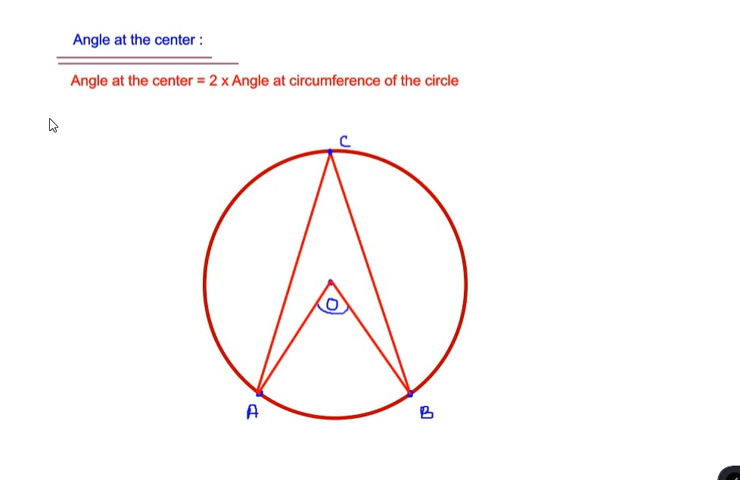 Angle at the center :
Angle at the center = 2 x Angle at circumference of the circle
C
O
A
B